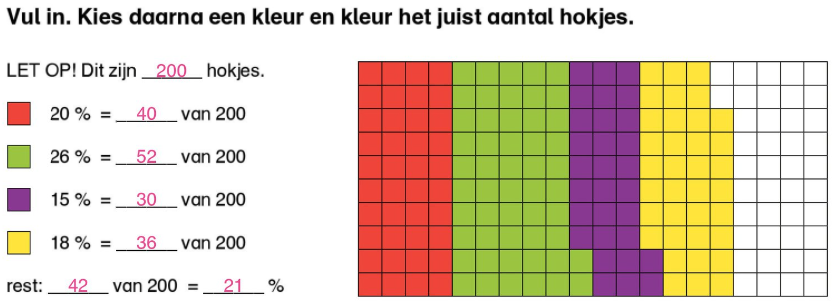 Vul in. Kies daarna een kleur en kleur het juist aantal hokjes.
LET OP! Dit zijn 200 hokjes.
20 % = 40 van 200
26 % = 52 van 200
15 % = 30 van 200
18 % = 36 van 200
rest: 42 van 200 = 21 %